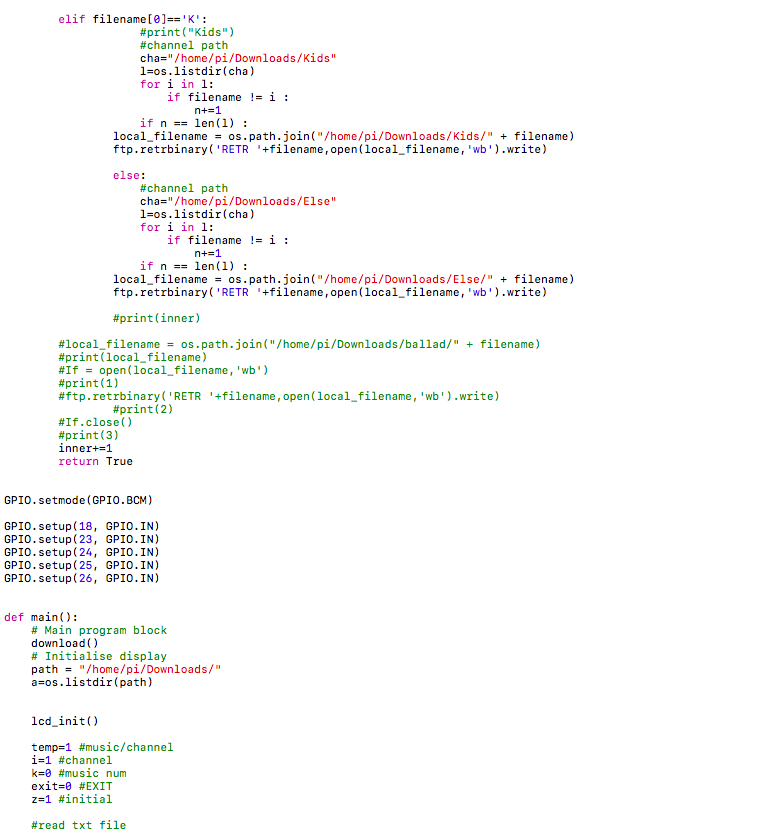 elif filename[0]=='K':
#print("Kids")
#channel path
cha="/home/pi/Downloads/Kids"
l=os.listdir(cha)
for i in l:
if filename != i :
n+=1
if n == len(l) :
local_filename = os.path.join("/home/pi/Downloads/Kids/" + filename)
ftp.retrbinary('RETR '+filename,open(local_filename,'wb').write)
else:
#channel path
cha="/home/pi/Downloads/Else"
l=os.listdir(cha)
for i in l:
if filename != i :
n+=1
if n == len(l) :
local_filename = os.path.join("/home/pi/Downloads/Else/" + filename)
ftp.retrbinary('RETR '+filename,open(local_filename,'wb').write)
#print(inner)
#local_filename = os.path.join("/home/pi/Downloads/ballad/" + filename)
#print(local_filename)
#If = open(local_filename,'wb')
#print(1)
#ftp.retrbinary('RETR '+filename,open(local_filename,'wb').write)
#print(2)
#If.close()
#print(3)
inner+=1
return True
GPIO.setmode(GPIO.BCM)
GPIO.setup(18, GPIO.IN)
GPIO.setup(23, GPIO.IN)
GPIO.setup(24, GPIO.IN)
GPIO.setup(25, GPIO.IN)
GPIO.setup(26, GPIO.IN)
def main():
# Main program block
download()
# Initialise display
path = "/home/pi/Downloads/"
a=os.listdir(path)
lcd_init()
temp=1 #music/channel
i=1 #channel
k=0 #music num
exit=0 #EXIT
z=1 #initial
#read txt file